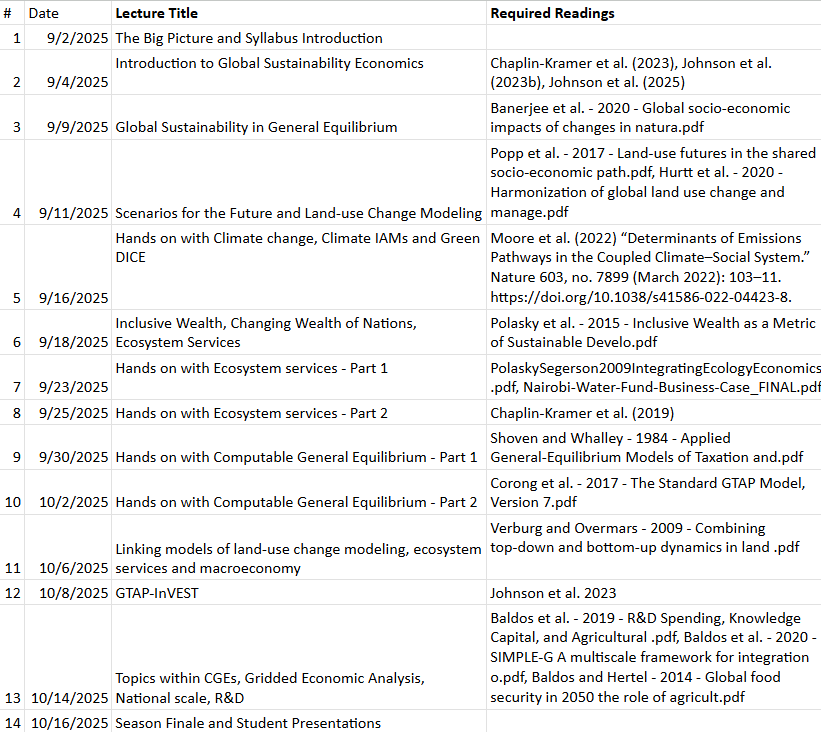 # Date Lecture Title Required Readings
1 9/2/2025 The Big Picture and Syllabus Introduction
2 9/4/2025 Introduction to Global Sustainability Economics Chaplin-Kramer et al. (2023), Johnson et al.
(2023b), Johnson et al. (2025)
3 9/9/2025 Global Sustainability in General Equilibrium Banerjee et al. - 2020 - Global socio-economic
impacts of changes in natura.pdf
4 9/11/2025 Scenarios for the Future and Land-use Change Modeling Popp et al. - 2017 - Land-use futures in the shared
socio-economic path.pdf, Hurtt et al. - 2020 -
Harmonization of global land use change and
manage.pdf
5 9/16/2025 Hands on with Climate change, Climate IAMs and Green
DICE
Moore et al. (2022) “Determinants of Emissions
Pathways in the Coupled Climate–Social System.”
Nature 603, no. 7899 (March 2022): 103–11.
https://doi.org/10.1038/s41586-022-04423-8.
6 9/18/2025 Inclusive Wealth, Changing Wealth of Nations,
Ecosystem Services
Polasky et al. - 2015 - Inclusive Wealth as a Metric
of Sustainable Develo.pdf
7 9/23/2025 Hands on with Ecosystem services - Part 1 PolaskySegerson2009IntegratingEcologyEconomics
.pdf, Nairobi-Water-Fund-Business-Case_FINAL.pdf
8 9/25/2025 Hands on with Ecosystem services - Part 2 Chaplin-Kramer et al. (2019)
9 9/30/2025 Hands on with Computable General Equilibrium - Part 1 Shoven and Whalley - 1984 - Applied
General-Equilibrium Models of Taxation and.pdf
10 10/2/2025 Hands on with Computable General Equilibrium - Part 2 Corong et al. - 2017 - The Standard GTAP Model,
Version 7.pdf
11 10/6/2025 Linking models of land-use change modeling, ecosystem
services and macroeconomy
Verburg and Overmars - 2009 - Combining
top-down and bottom-up dynamics in land .pdf
12 10/8/2025 GTAP-InVEST Johnson et al. 2023
13 10/14/2025 Topics within CGEs, Gridded Economic Analysis,
National scale, R&D
Baldos et al. - 2019 - R&D Spending, Knowledge
Capital, and Agricultural .pdf, Baldos et al. - 2020 -
SIMPLE-G A multiscale framework for integration
o.pdf, Baldos and Hertel - 2014 - Global food
security in 2050 the role of agricult.pdf
14 10/16/2025 Season Finale and Student Presentations